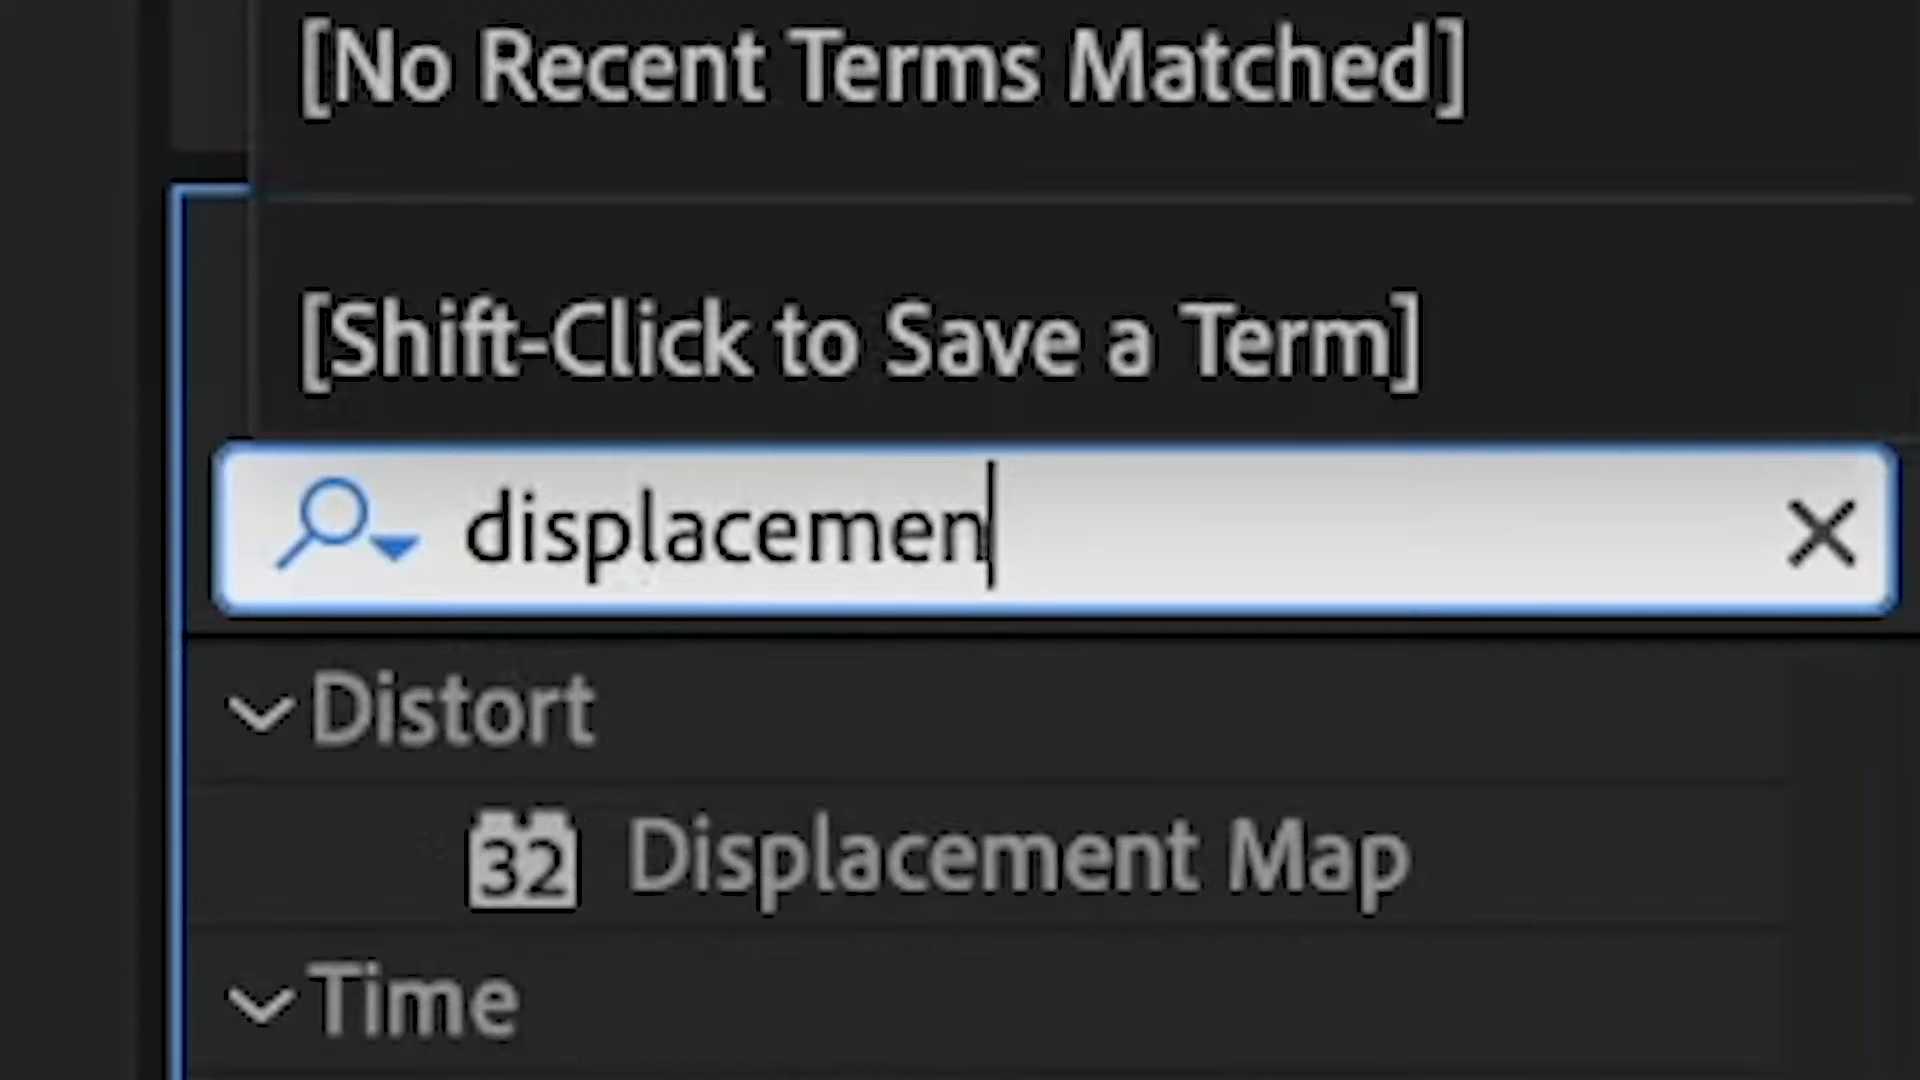 [No Recent Terms Matched]
[Shift-Click to Save a Term]
displacemen
Distort
32 Displacement Map
Time